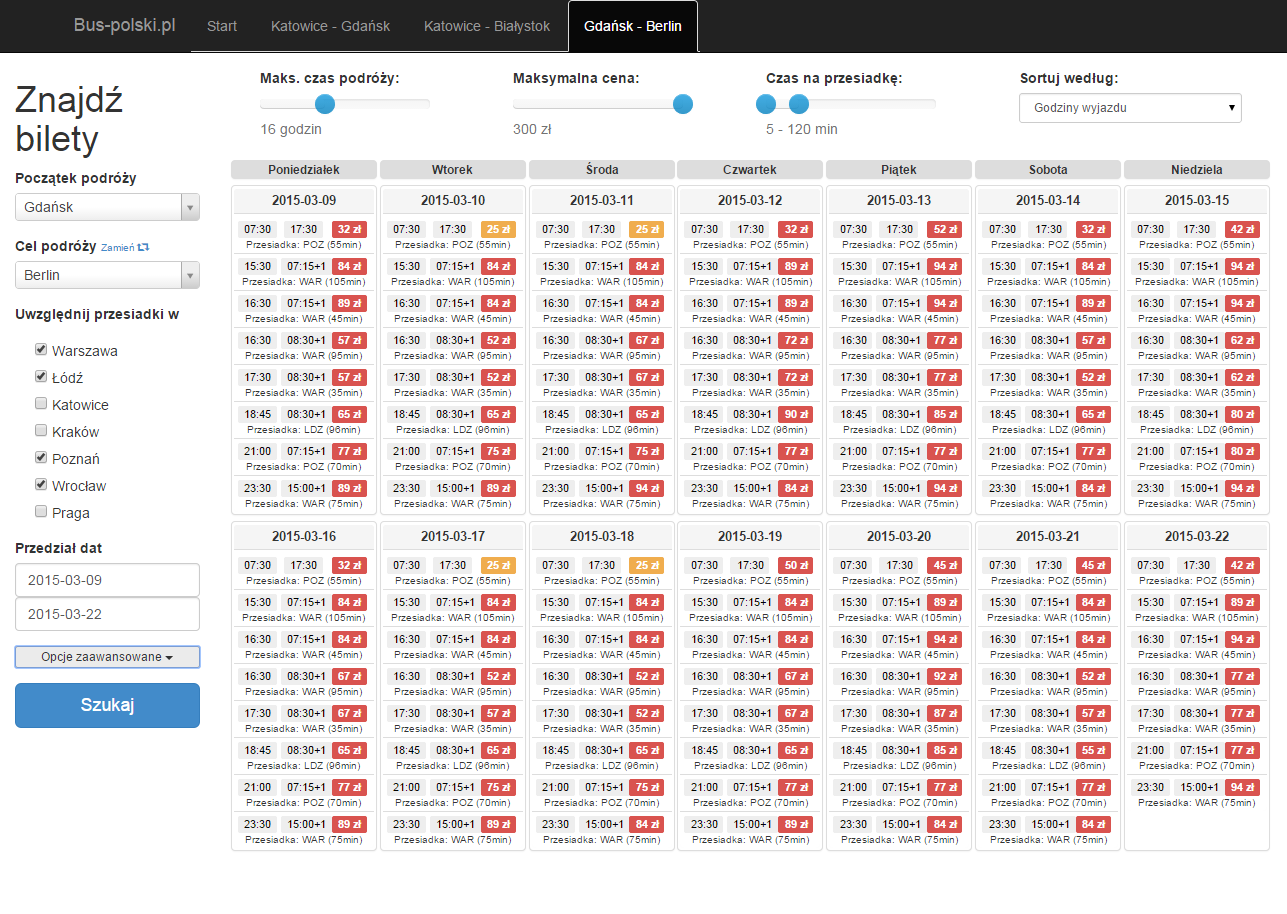 Bus-polski.pl Start Katowice - Gdańsk Katowice - Białystok Gdańsk - Berlin
Znajdź
bilety
Początek podróży
Gdańsk
Cel podróży Zamień
Berlin
Uwzględnij przesiadki w
Warszawa
Łódź
Katowice
Kraków
Poznań
Wrocław
Praga
Przedział dat
2015-03-09
2015-03-22
Opcje zaawansowane
Szukaj
Maks. czas podróży: Maksymalna cena: Czas na przesiadkę: Sortuj według:
Godziny wyjazdu
16 godzin 300 zł 5 - 120 min
Poniedziałek Wtorek Środa Czwartek Piątek Sobota Niedziela
2015-03-09
07:30 17:30 32 zł
Przesiadka: POZ (55min)
15:30 07:15+1 84 zł
Przesiadka: WAR (105min)
16:30 07:15+1 89 zł
Przesiadka: WAR (45min)
16:30 08:30+1 57 zł
Przesiadka: WAR (95min)
17:30 08:30+1 57 zł
Przesiadka: WAR (35min)
18:45 08:30+1 65 zł
Przesiadka: LDZ (96min)
21:00 07:15+1 77 zł
Przesiadka: POZ (70min)
23:30 15:00+1 89 zł
Przesiadka: WAR (75min)
2015-03-10
07:30 17:30 25 zł
Przesiadka: POZ (55min)
15:30 07:15+1 84 zł
Przesiadka: WAR (105min)
16:30 07:15+1 84 zł
Przesiadka: WAR (45min)
16:30 08:30+1 52 zł
Przesiadka: WAR (95min)
17:30 08:30+1 52 zł
Przesiadka: WAR (35min)
18:45 08:30+1 65 zł
Przesiadka: LDZ (96min)
21:00 07:15+1 75 zł
Przesiadka: POZ (70min)
23:30 15:00+1 89 zł
Przesiadka: WAR (75min)
2015-03-11
07:30 17:30 25 zł
Przesiadka: POZ (55min)
15:30 07:15+1 84 zł
Przesiadka: WAR (105min)
16:30 07:15+1 84 zł
Przesiadka: WAR (45min)
16:30 08:30+1 67 zł
Przesiadka: WAR (95min)
17:30 08:30+1 67 zł
Przesiadka: WAR (35min)
18:45 08:30+1 65 zł
Przesiadka: LDZ (96min)
21:00 07:15+1 75 zł
Przesiadka: POZ (70min)
23:30 15:00+1 94 zł
Przesiadka: WAR (75min)
2015-03-12
07:30 17:30 32 zł
Przesiadka: POZ (55min)
15:30 07:15+1 89 zł
Przesiadka: WAR (105min)
16:30 07:15+1 89 zł
Przesiadka: WAR (45min)
16:30 08:30+1 72 zł
Przesiadka: WAR (95min)
17:30 08:30+1 72 zł
Przesiadka: WAR (35min)
18:45 08:30+1 90 zł
Przesiadka: LDZ (96min)
21:00 07:15+1 77 zł
Przesiadka: POZ (70min)
23:30 15:00+1 84 zł
Przesiadka: WAR (75min)
2015-03-13
07:30 17:30 52 zł
Przesiadka: POZ (55min)
15:30 07:15+1 94 zł
Przesiadka: WAR (105min)
16:30 07:15+1 94 zł
Przesiadka: WAR (45min)
16:30 08:30+1 77 zł
Przesiadka: WAR (95min)
17:30 08:30+1 77 zł
Przesiadka: WAR (35min)
18:45 08:30+1 85 zł
Przesiadka: LDZ (96min)
21:00 07:15+1 77 zł
Przesiadka: POZ (70min)
23:30 15:00+1 94 zł
Przesiadka: WAR (75min)
2015-03-14
07:30 17:30 32 zł
Przesiadka: POZ (55min)
15:30 07:15+1 84 zł
Przesiadka: WAR (105min)
16:30 07:15+1 89 zł
Przesiadka: WAR (45min)
16:30 08:30+1 57 zł
Przesiadka: WAR (95min)
17:30 08:30+1 52 zł
Przesiadka: WAR (35min)
18:45 08:30+1 65 zł
Przesiadka: LDZ (96min)
21:00 07:15+1 77 zł
Przesiadka: POZ (70min)
23:30 15:00+1 84 zł
Przesiadka: WAR (75min)
2015-03-15
07:30 17:30 42 zł
Przesiadka: POZ (55min)
15:30 07:15+1 94 zł
Przesiadka: WAR (105min)
16:30 07:15+1 94 zł
Przesiadka: WAR (45min)
16:30 08:30+1 62 zł
Przesiadka: WAR (95min)
17:30 08:30+1 62 zł
Przesiadka: WAR (35min)
18:45 08:30+1 80 zł
Przesiadka: LDZ (96min)
21:00 07:15+1 80 zł
Przesiadka: POZ (70min)
23:30 15:00+1 94 zł
Przesiadka: WAR (75min)
2015-03-16
07:30 17:30 32 zł
Przesiadka: POZ (55min)
15:30 07:15+1 84 zł
Przesiadka: WAR (105min)
16:30 07:15+1 84 zł
Przesiadka: WAR (45min)
16:30 08:30+1 67 zł
Przesiadka: WAR (95min)
17:30 08:30+1 67 zł
Przesiadka: WAR (35min)
18:45 08:30+1 65 zł
Przesiadka: LDZ (96min)
21:00 07:15+1 77 zł
Przesiadka: POZ (70min)
23:30 15:00+1 89 zł
Przesiadka: WAR (75min)
2015-03-17
07:30 17:30 25 zł
Przesiadka: POZ (55min)
15:30 07:15+1 84 zł
Przesiadka: WAR (105min)
16:30 07:15+1 84 zł
Przesiadka: WAR (45min)
16:30 08:30+1 52 zł
Przesiadka: WAR (95min)
17:30 08:30+1 57 zł
Przesiadka: WAR (35min)
18:45 08:30+1 65 zł
Przesiadka: LDZ (96min)
21:00 07:15+1 75 zł
Przesiadka: POZ (70min)
23:30 15:00+1 89 zł
Przesiadka: WAR (75min)
2015-03-18
07:30 17:30 25 zł
Przesiadka: POZ (55min)
15:30 07:15+1 84 zł
Przesiadka: WAR (105min)
16:30 07:15+1 84 zł
Przesiadka: WAR (45min)
16:30 08:30+1 52 zł
Przesiadka: WAR (95min)
17:30 08:30+1 52 zł
Przesiadka: WAR (35min)
18:45 08:30+1 65 zł
Przesiadka: LDZ (96min)
21:00 07:15+1 75 zł
Przesiadka: POZ (70min)
23:30 15:00+1 84 zł
Przesiadka: WAR (75min)
2015-03-19
07:30 17:30 50 zł
Przesiadka: POZ (55min)
15:30 07:15+1 84 zł
Przesiadka: WAR (105min)
16:30 07:15+1 84 zł
Przesiadka: WAR (45min)
16:30 08:30+1 67 zł
Przesiadka: WAR (95min)
17:30 08:30+1 67 zł
Przesiadka: WAR (35min)
18:45 08:30+1 65 zł
Przesiadka: LDZ (96min)
21:00 07:15+1 77 zł
Przesiadka: POZ (70min)
23:30 15:00+1 89 zł
Przesiadka: WAR (75min)
2015-03-20
07:30 17:30 45 zł
Przesiadka: POZ (55min)
15:30 07:15+1 89 zł
Przesiadka: WAR (105min)
16:30 07:15+1 94 zł
Przesiadka: WAR (45min)
16:30 08:30+1 92 zł
Przesiadka: WAR (95min)
17:30 08:30+1 87 zł
Przesiadka: WAR (35min)
18:45 08:30+1 85 zł
Przesiadka: LDZ (96min)
21:00 07:15+1 77 zł
Przesiadka: POZ (70min)
23:30 15:00+1 84 zł
Przesiadka: WAR (75min)
2015-03-21
07:30 17:30 45 zł
Przesiadka: POZ (55min)
15:30 07:15+1 84 zł
Przesiadka: WAR (105min)
16:30 07:15+1 84 zł
Przesiadka: WAR (45min)
16:30 08:30+1 52 zł
Przesiadka: WAR (95min)
17:30 08:30+1 57 zł
Przesiadka: WAR (35min)
18:45 08:30+1 55 zł
Przesiadka: LDZ (96min)
21:00 07:15+1 77 zł
Przesiadka: POZ (70min)
23:30 15:00+1 84 zł
Przesiadka: WAR (75min)
2015-03-22
07:30 17:30 42 zł
Przesiadka: POZ (55min)
15:30 07:15+1 89 zł
Przesiadka: WAR (105min)
16:30 07:15+1 94 zł
Przesiadka: WAR (45min)
16:30 08:30+1 77 zł
Przesiadka: WAR (95min)
17:30 08:30+1 77 zł
Przesiadka: WAR (35min)
21:00 07:15+1 77 zł
Przesiadka: POZ (70min)
23:30 15:00+1 94 zł
Przesiadka: WAR (75min)